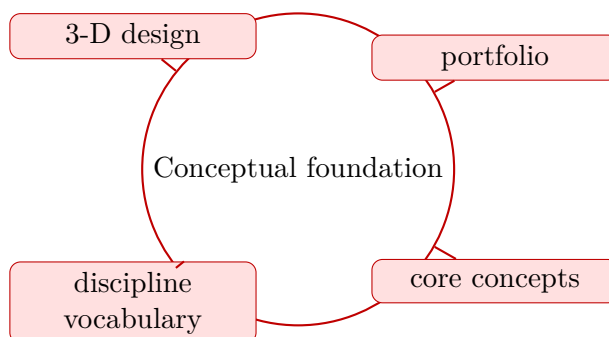 3-D design
portfolio
Conceptual foundation
discipline
vocabulary
core concepts